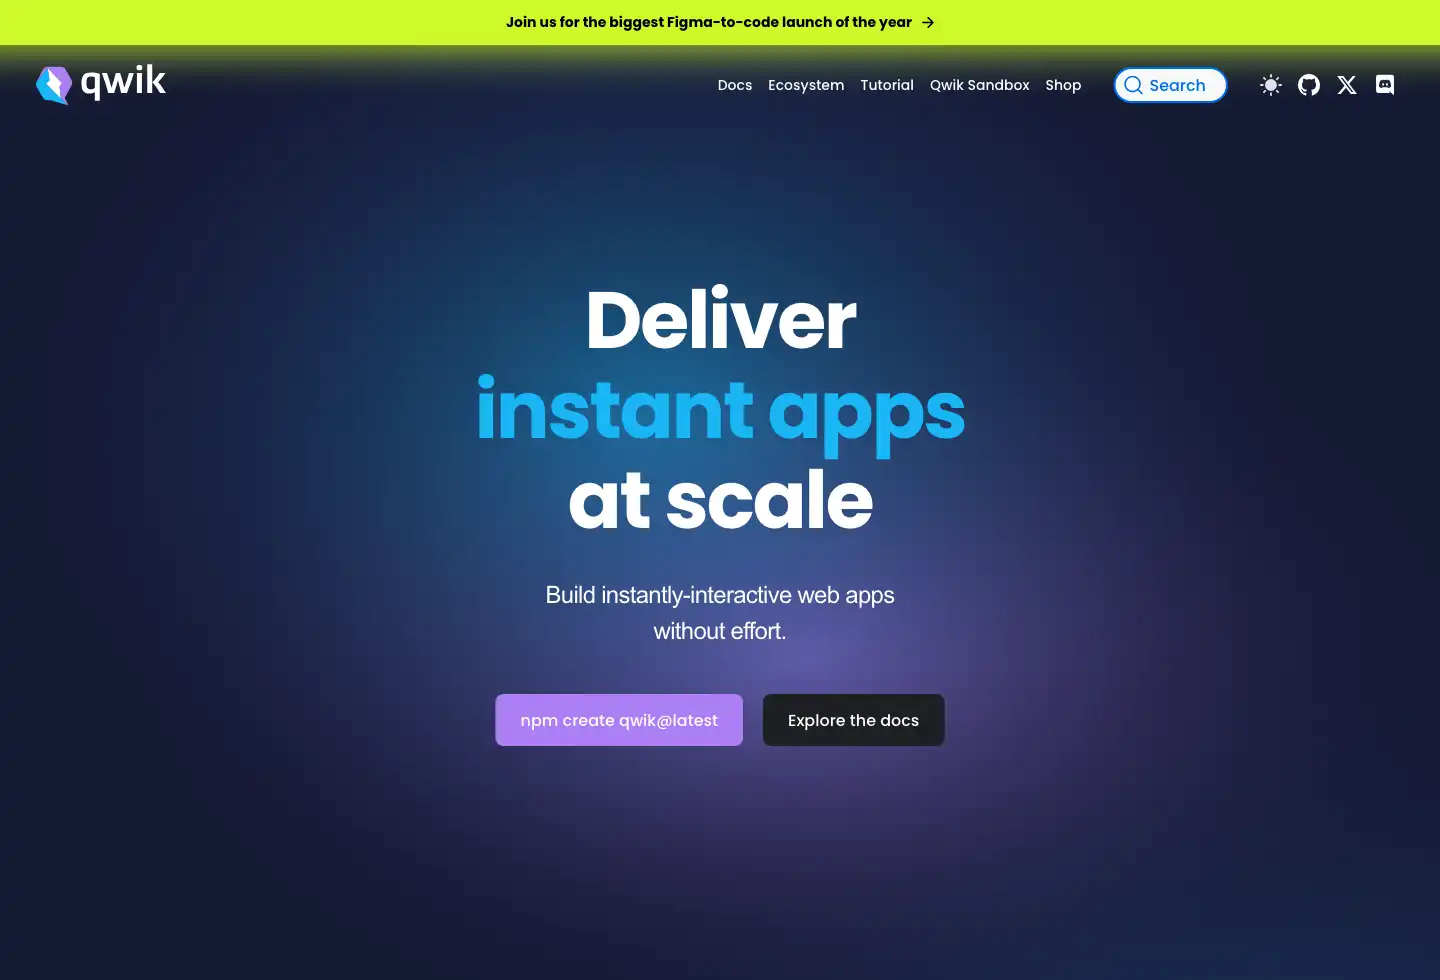 Join us for the biggest Figma-to-code launch of the year →
qwik
Docs Ecosystem Tutorial Qwik Sandbox Shop Search
Deliver
instant apps
at scale
Build instantly-interactive web apps
without effort.
npm create qwik@latest Explore the docs